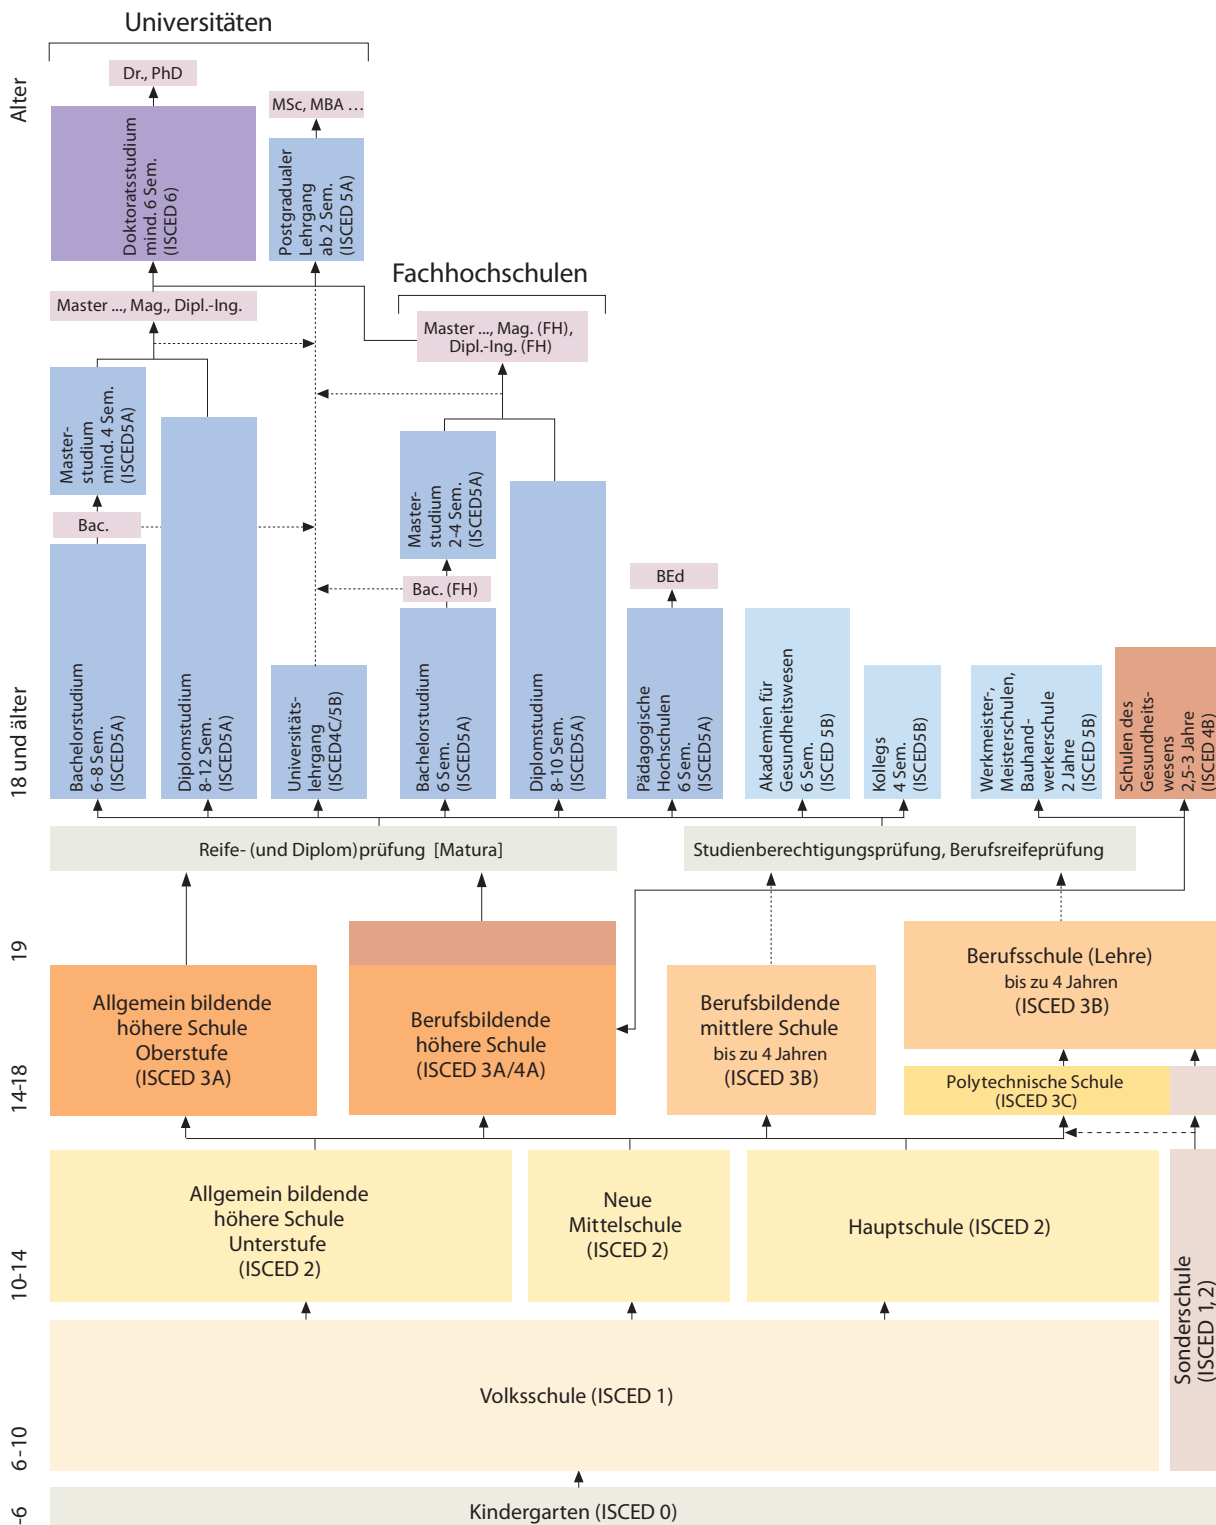 Universitäten
Alter
Dr., PhD
MSc, MBA ...
Doktoratsstudium
mind. 6 Sem.
(ISCED 6)
Postgradualer
Lehrgang
ab 2 Sem.
(ISCED 5A)
Fachhochschulen
Master ..., Mag., Dipl.-Ing.
Master ..., Mag. (FH),
Dipl.-Ing. (FH)
Master-
studium
mind. 4 Sem.
(ISCED5A)
Master-
studium
2-4 Sem.
(ISCED5A)
Bac.
Bac. (FH)
BEd
18 und älter
Bachelorstudium
6-8 Sem.
(ISCED5A)
Diplomstudium
8-12 Sem.
(ISCED5A)
Universitäts-
lehrgang
(ISCED4C/5B)
Bachelorstudium
6 Sem.
(ISCED5A)
Diplomstudium
8-10 Sem.
(ISCED5A)
Pädagogische
Hochschulen
6 Sem.
(ISCED5A)
Akademien für
Gesundheitswesen
6 Sem.
(ISCED 5B)
Kollegs
4 Sem.
(ISCED5B)
Werkmeister-,
Meisterschulen,
Bauhand-
werkerschule
2 Jahre
(ISCED 5B)
Schulen des
Gesundheits-
wesens
2,5-3 Jahre
(ISCED 4B)
Reife- (und Diplom)prüfung [Matura]
Studienberechtigungsprüfung, Berufsreifeprüfung
19
14-18
Allgemein bildende
höhere Schule
Oberstufe
(ISCED 3A)
Berufsbildende
höhere Schule
(ISCED 3A/4A)
Berufsbildende
mittlere Schule
bis zu 4 Jahren
(ISCED 3B)
Berufsschule (Lehre)
bis zu 4 Jahren
(ISCED 3B)
Polytechnische Schule
(ISCED 3C)
10-14
Allgemein bildende
höhere Schule
Unterstufe
(ISCED 2)
Neue
Mittelschule
(ISCED 2)
Hauptschule (ISCED 2)
Sonderschule
(ISCED 1, 2)
6-10
Volksschule (ISCED 1)
-6
Kindergarten (ISCED 0)